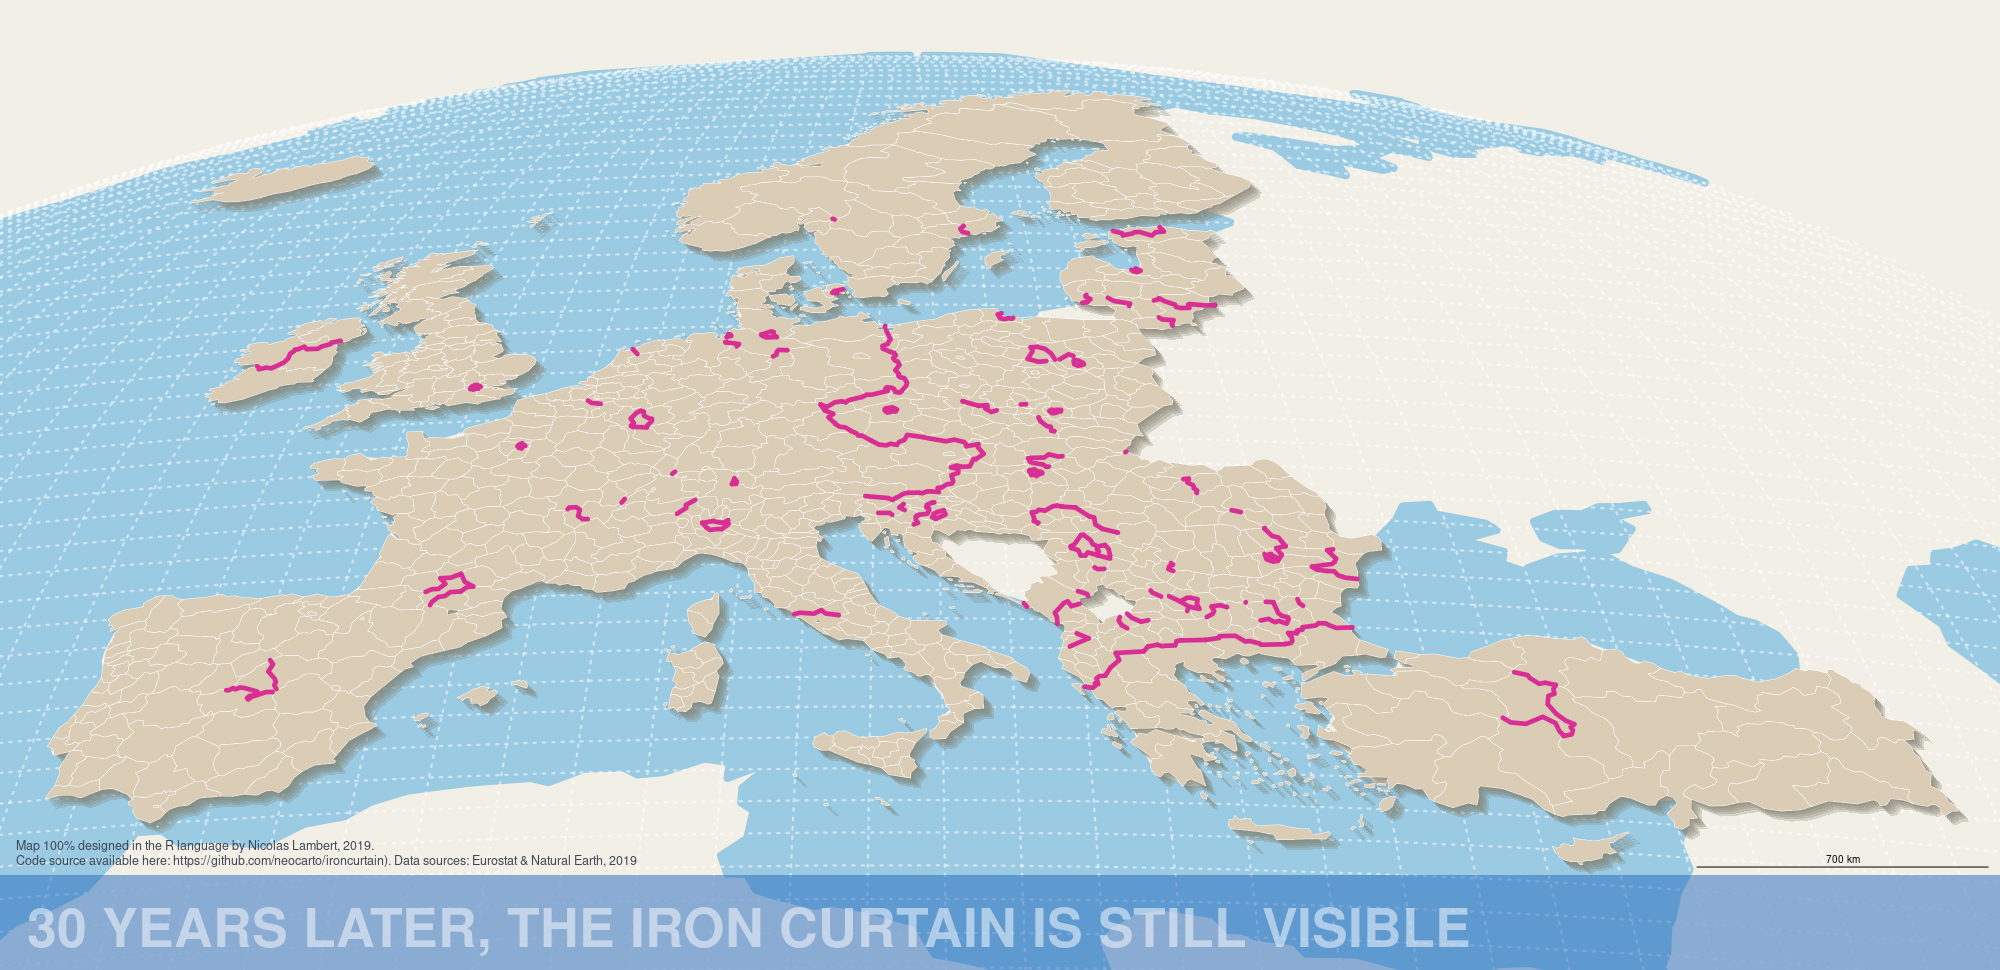 Map 100% designed in the R language by Nicolas Lambert, 2019.
Code source available here: https://github.com/neocarto/ironcurtain). Data sources: Eurostat & Natural Earth, 2019
700 km
30 YEARS LATER, THE IRON CURTAIN IS STILL VISIBLE